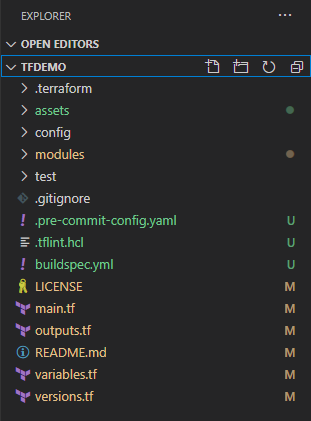 EXPLORER
OPEN EDITORS
TFDEMO
.terraform
assets
config
modules
test
.gitignore
.pre-commit-config.yaml U
.tflint.hcl U
buildspec.yml U
LICENSE M
main.tf M
outputs.tf M
README.md M
variables.tf M
versions.tf M